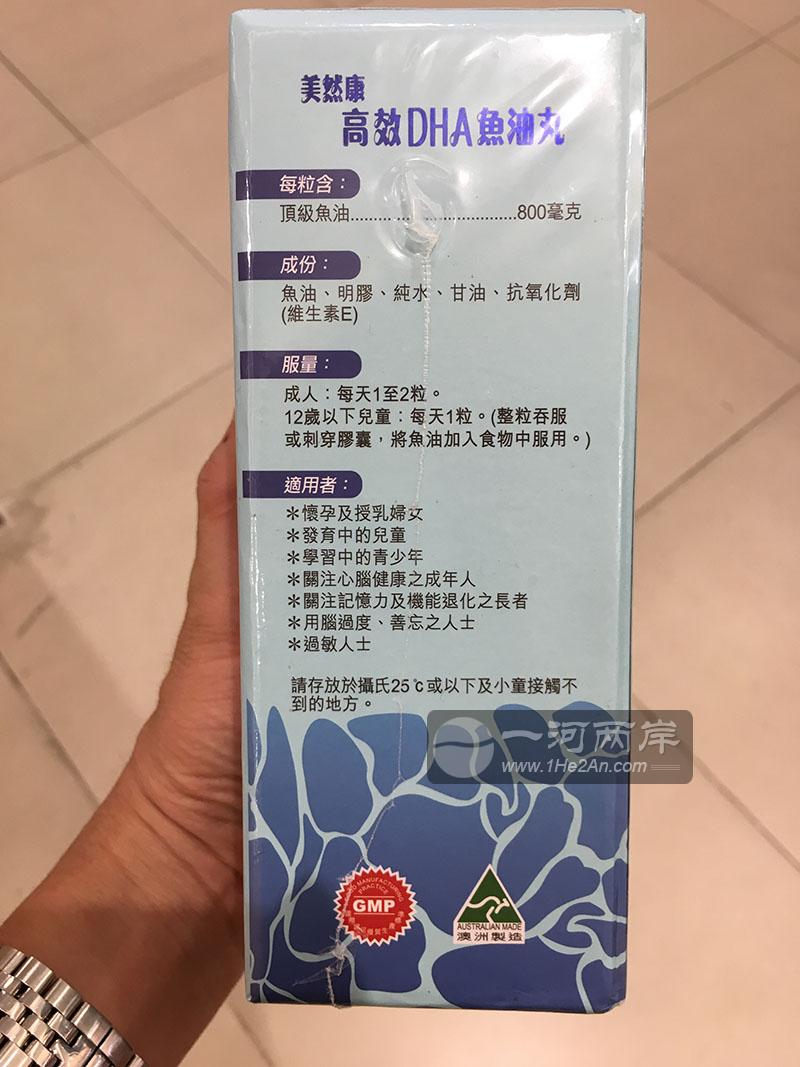 美然康
高效DHA魚油丸
每粒含：
頂級魚油..................................800毫克
成份：
魚油、明膠、純水、甘油、抗氧化劑
(維生素E)
服量：
成人：每天1至2粒。
12歲以下兒童：每天1粒。(整粒吞服
或刺穿膠囊，將魚油加入食物中服用。)
適用者：
＊懷孕及授乳婦女
＊發育中的兒童
＊學習中的青少年
＊關注心腦健康之成年人
＊關注記憶力及機能退化之長者
＊用腦過度、善忘之人士
＊過敏人士
請存放於攝氏25℃或以下及小童接觸不
到的地方。
一河两岸
www.1He2An.com
GOOD MANUFACTURING
PRACTICE
GMP
AUSTRALIAN MADE
澳洲製造